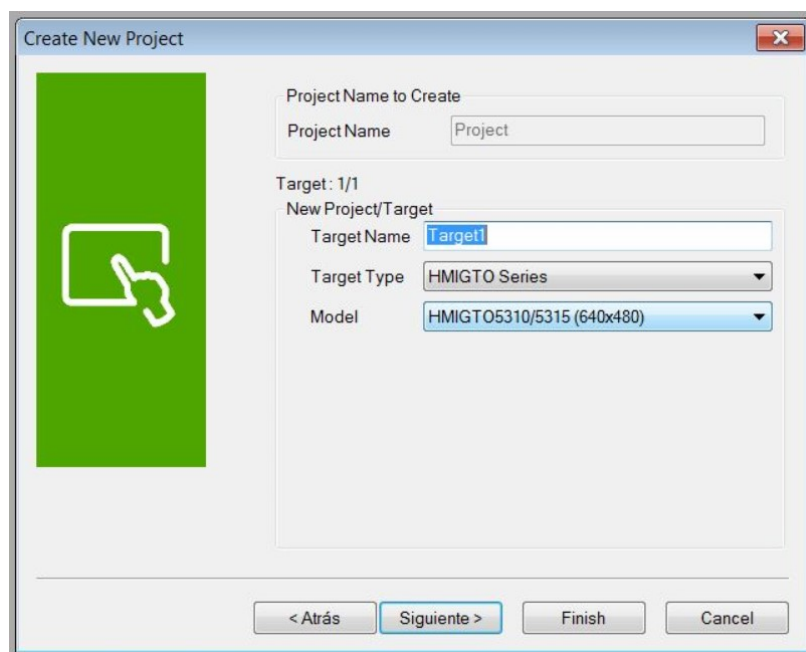 Create New Project
Project Name to Create
Project Name Project
Target : 1/1
New Project/Target
Target Name Target1
Target Type HMIGTO Series
Model HMIGTO5310/5315 (640x480)
< Atrás Siguiente > Finish Cancel